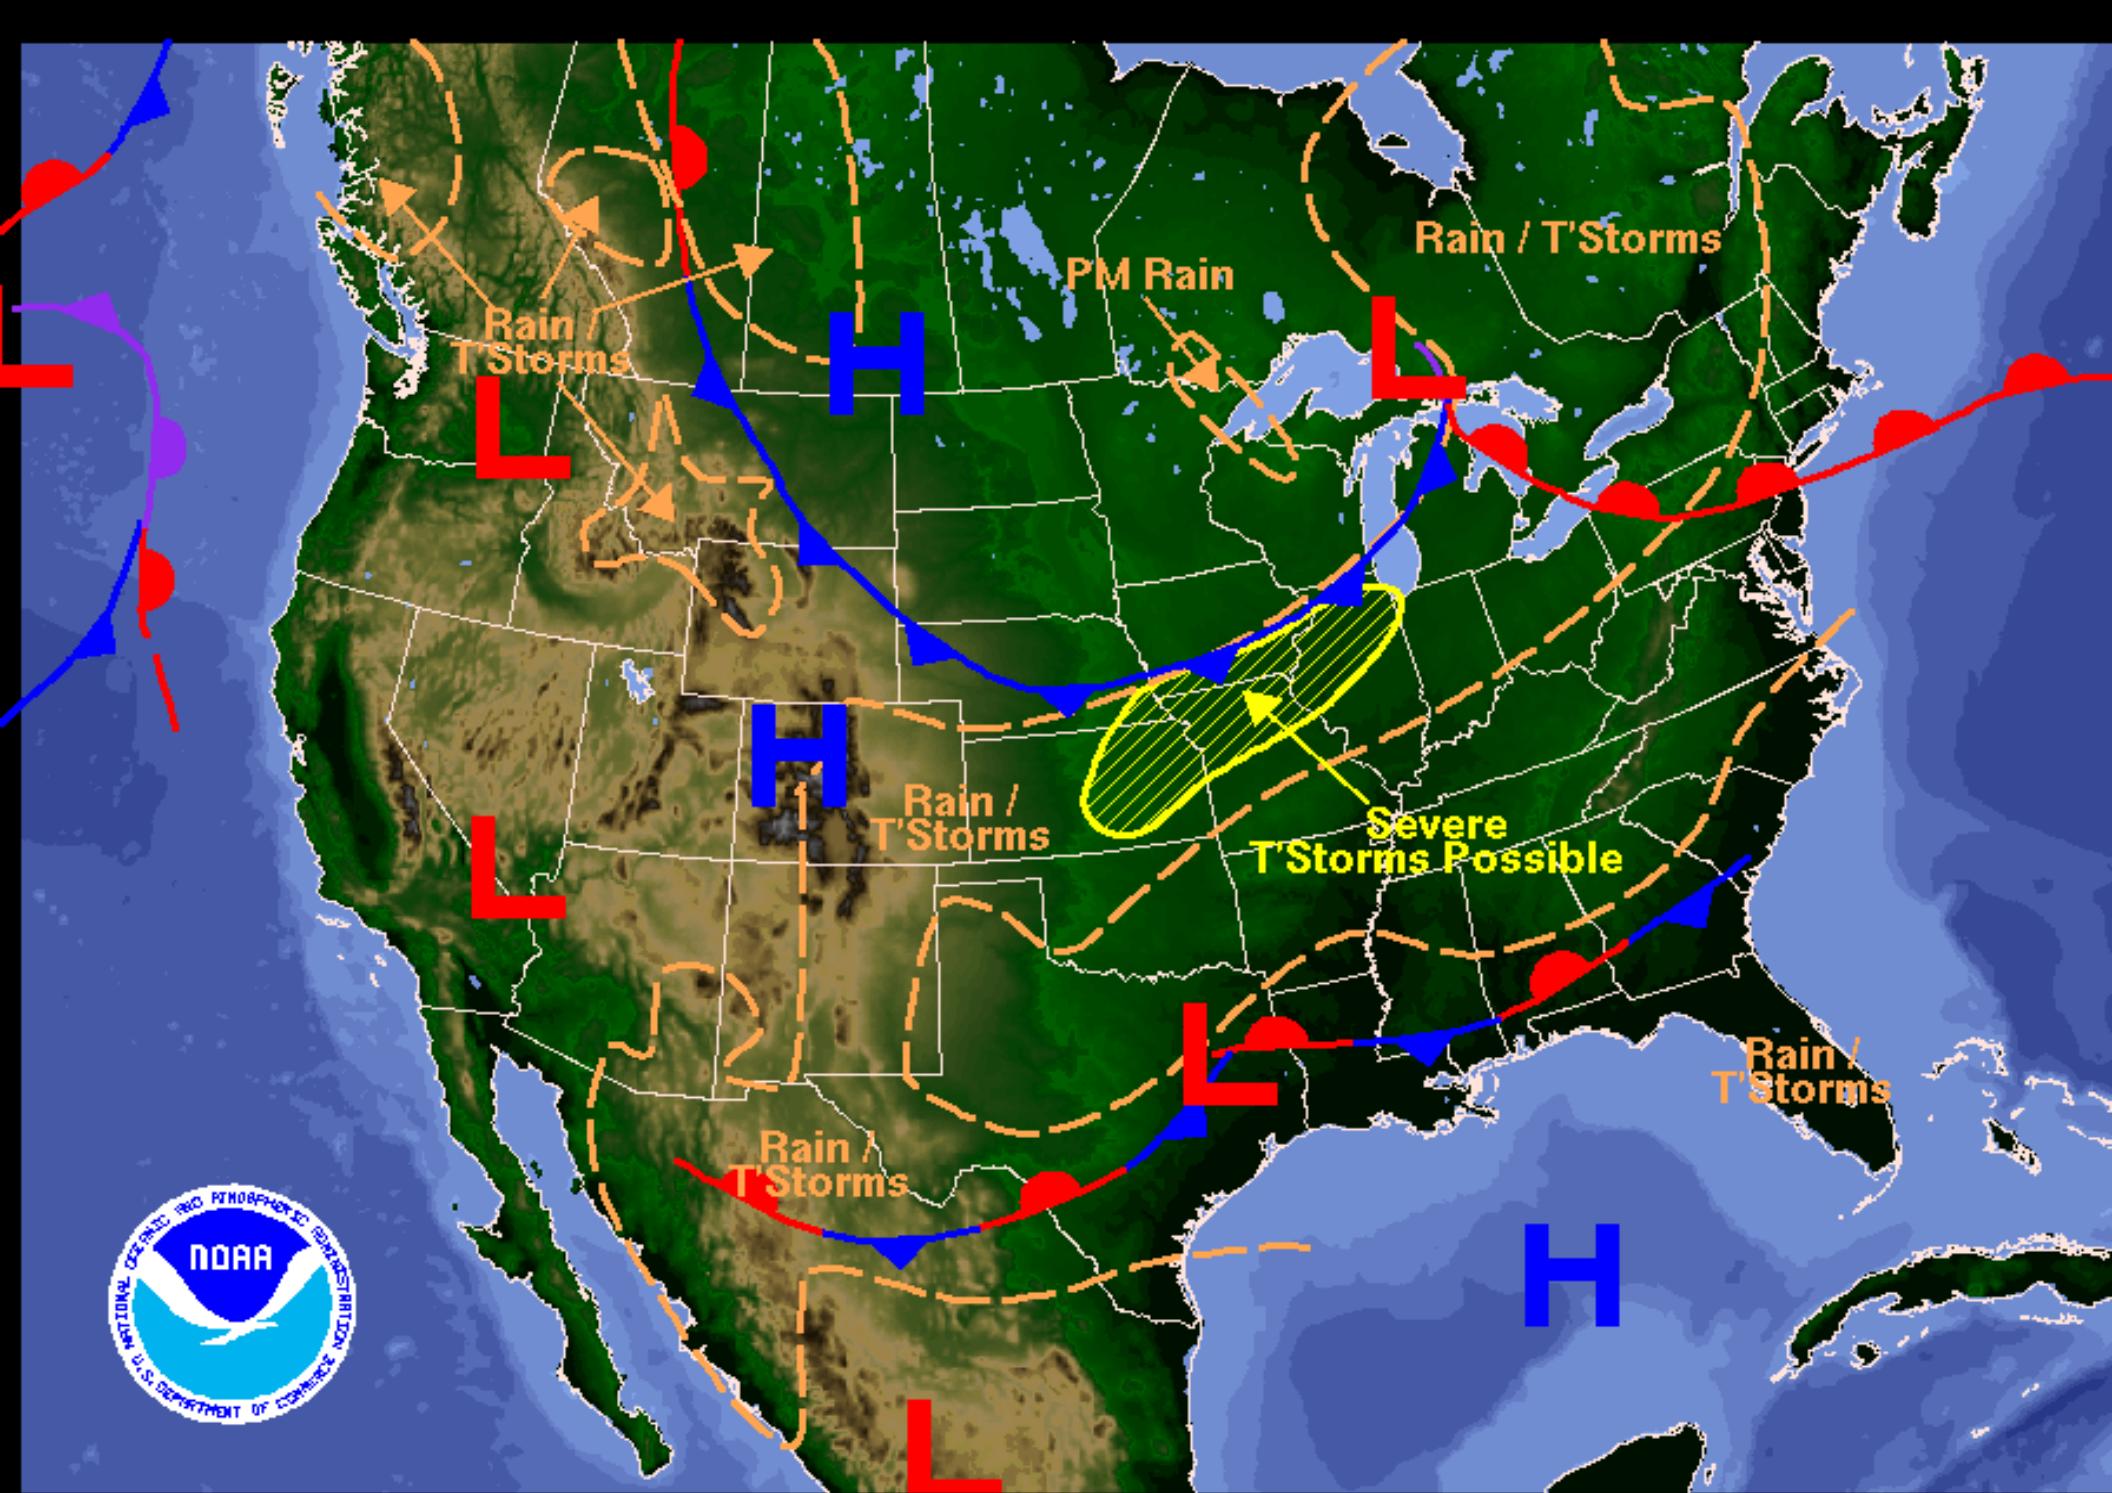 Rain / T'Storms
PM Rain
L
Rain /
T'Storms
H
L
L
L
H
Rain /
T'Storms
Severe
T'Storms Possible
L
L
Rain /
T'Storms
Rain /
T'Storms
H
L
NATIONAL OCEANIC AND ATMOSPHERIC ADMINISTRATION
NOAA
U.S. DEPARTMENT OF COMMERCE